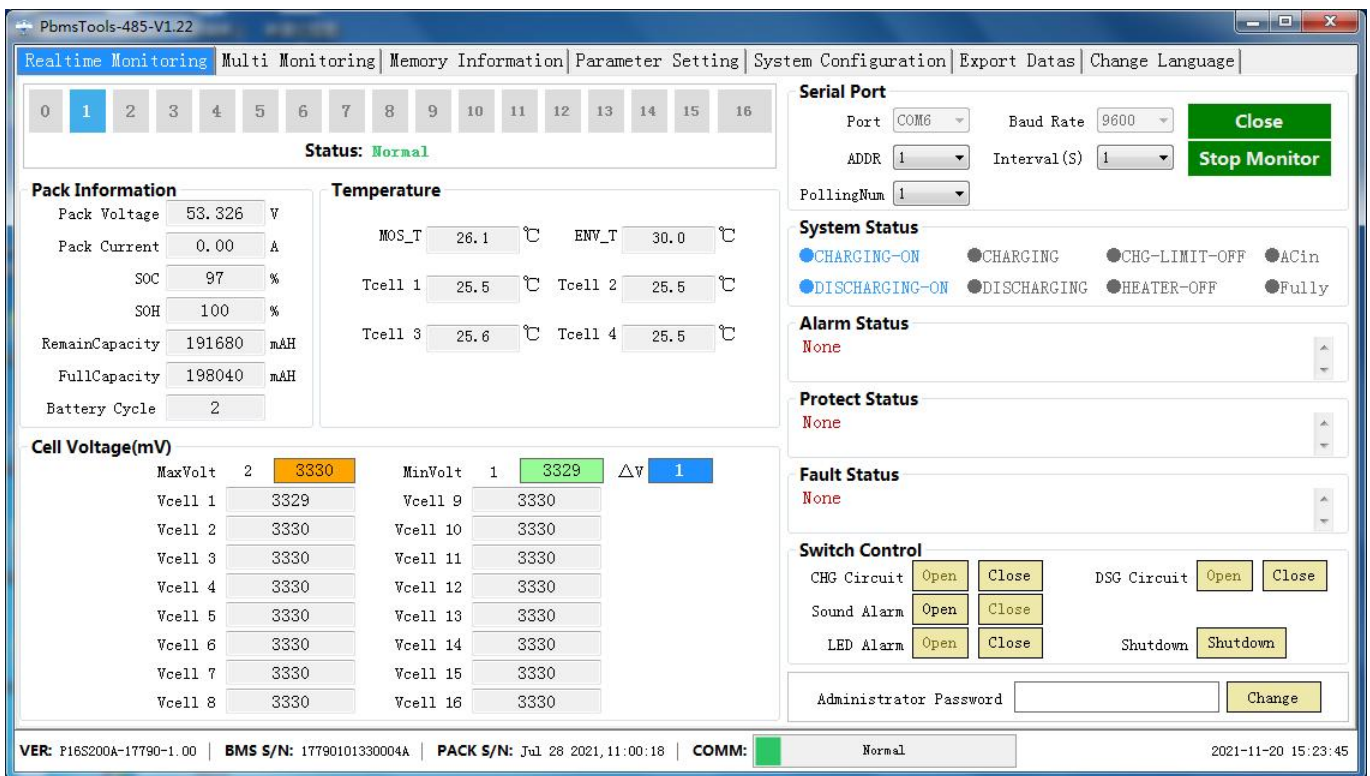 PbmsTools-485-V1.22
Realtime Monitoring Multi Monitoring Memory Information Parameter Setting System Configuration Export Datas Change Language
0 1 2 3 4 5 6 7 8 9 10 11 12 13 14 15 16
Status: Normal
Pack Information
Pack Voltage 53.326 V
Pack Current 0.00 A
SOC 97 %
SOH 100 %
RemainCapacity 191680 mAH
FullCapacity 198040 mAH
Battery Cycle 2
Temperature
MOS_T 26.1 ℃ ENV_T 30.0 ℃
Tcell 1 25.5 ℃ Tcell 2 25.5 ℃
Tcell 3 25.6 ℃ Tcell 4 25.5 ℃
Cell Voltage(mV)
MaxVolt 2 3330 MinVolt 1 3329 △V 1
Vcell 1 3329 Vcell 9 3330
Vcell 2 3330 Vcell 10 3330
Vcell 3 3330 Vcell 11 3330
Vcell 4 3330 Vcell 12 3330
Vcell 5 3330 Vcell 13 3330
Vcell 6 3330 Vcell 14 3330
Vcell 7 3330 Vcell 15 3330
Vcell 8 3330 Vcell 16 3330
Serial Port
Port COM6 Baud Rate 9600 Close
ADDR 1 Interval(S) 1 Stop Monitor
PollingNum 1
System Status
CHARGING-ON CHARGING CHG-LIMIT-OFF ACin
DISCHARGING-ON DISCHARGING HEATER-OFF Fully
Alarm Status
None
Protect Status
None
Fault Status
None
Switch Control
CHG Circuit Open Close DSG Circuit Open Close
Sound Alarm Open Close
LED Alarm Open Close Shutdown Shutdown
Administrator Password Change
VER: P16S200A-17790-1.00 | BMS S/N: 17790101330004A | PACK S/N: Jul 28 2021,11:00:18 | COMM: Normal 2021-11-20 15:23:45